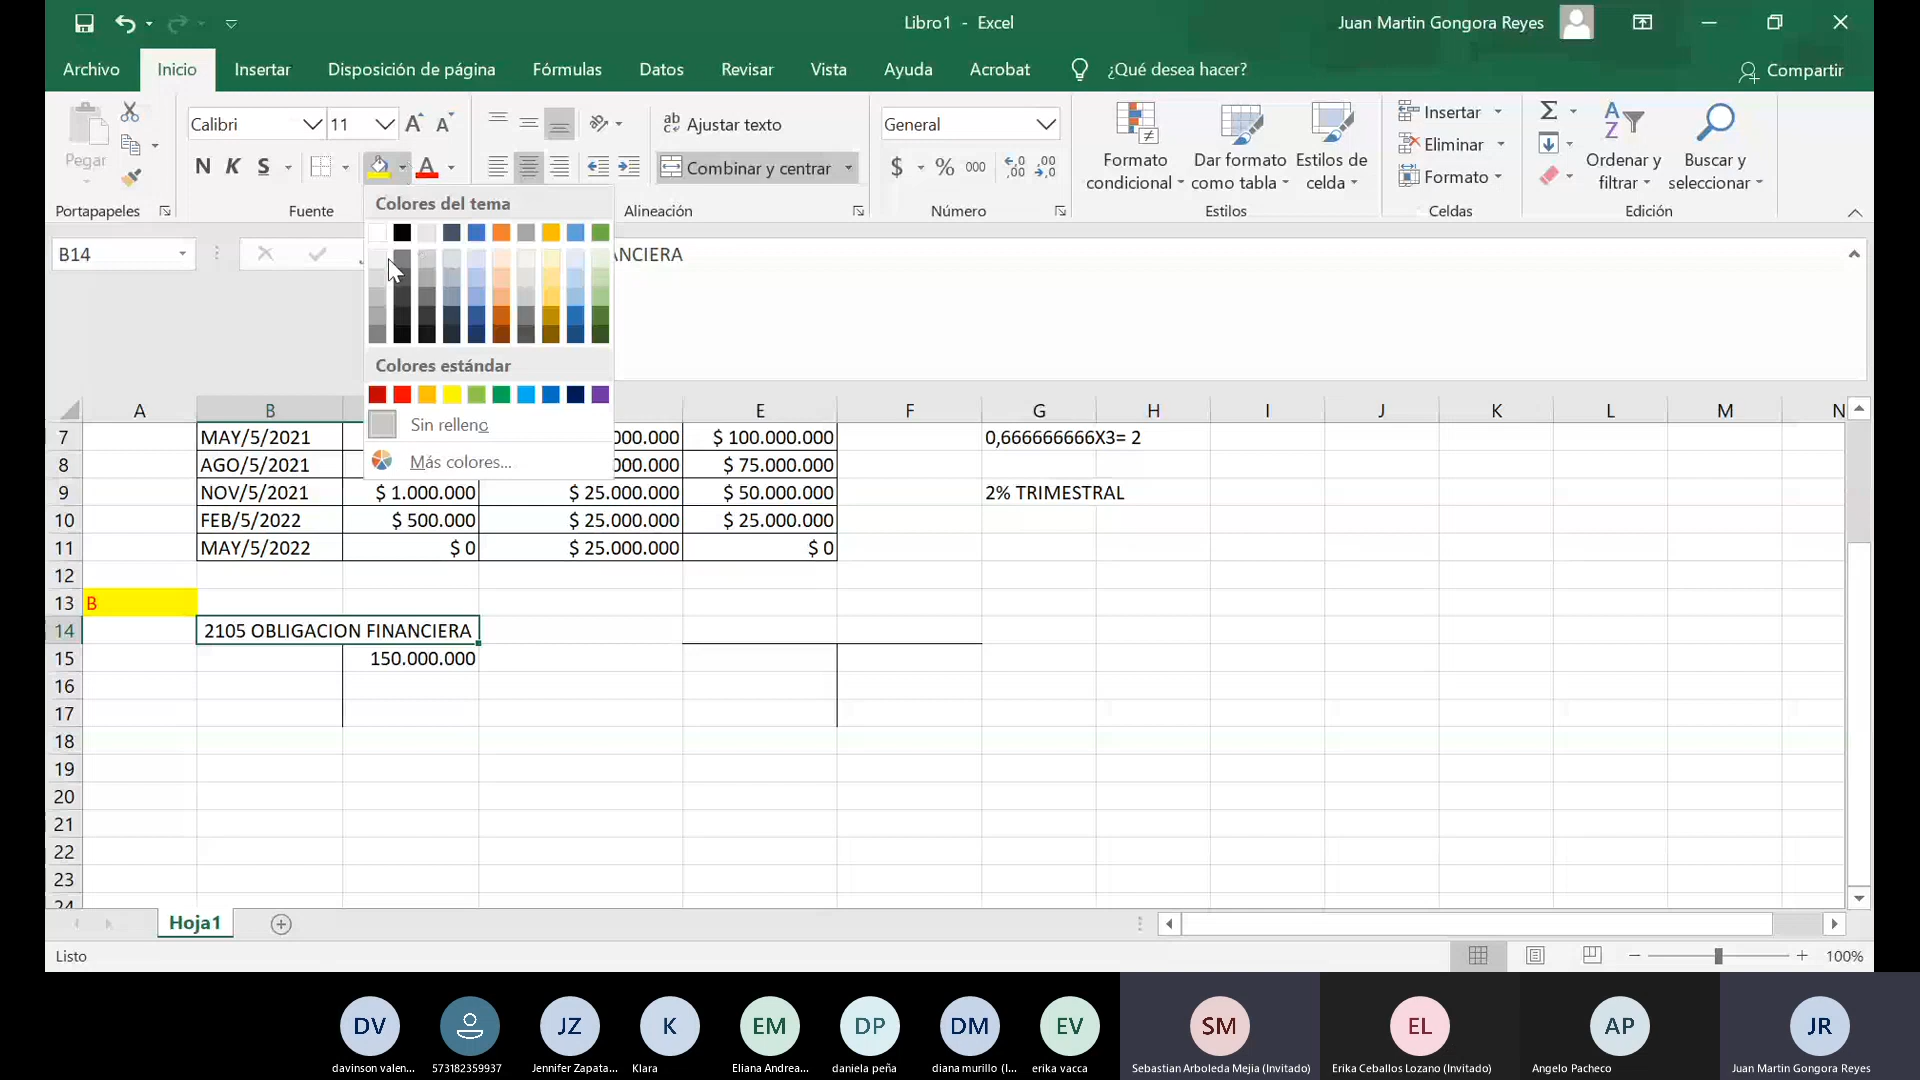 Libro1 - Excel
Juan Martin Gongora Reyes
Archivo Inicio Insertar Disposición de página Fórmulas Datos Revisar Vista Ayuda Acrobat ¿Qué desea hacer? Compartir
Pegar
Portapapeles
Calibri 11
N K S
Fuente
Ajustar texto
Combinar y centrar
Alineación
General
$ % 000
Número
Formato condicional
Dar formato como tabla
Estilos de celda
Estilos
Insertar
Eliminar
Formato
Celdas
Ordenar y filtrar
Buscar y seleccionar
Edición
Colores del tema
Colores estándar
Sin relleno
Más colores...
B14
NCIERA
A B E F G H I J K L M N
7 MAY/5/2021 000.000 $ 100.000.000 0,666666666X3= 2
8 AGO/5/2021 000.000 $ 75.000.000
9 NOV/5/2021 $ 1.000.000 $ 25.000.000 $ 50.000.000 2% TRIMESTRAL
10 FEB/5/2022 $ 500.000 $ 25.000.000 $ 25.000.000
11 MAY/5/2022 $ 0 $ 25.000.000 $ 0
12
13 B
14 2105 OBLIGACION FINANCIERA
15 150.000.000
16
17
18
19
20
21
22
23
24
Hoja1
Listo
100%
DV JZ K EM DP DM EV SM EL AP JR
davinson valen... 573182359937 Jennifer Zapata... Klara Eliana Andrea... daniela peña diana murillo (I... erika vacca Sebastian Arboleda Mejia (Invitado) Erika Ceballos Lozano (Invitado) Angelo Pacheco Juan Martin Gongora Reyes